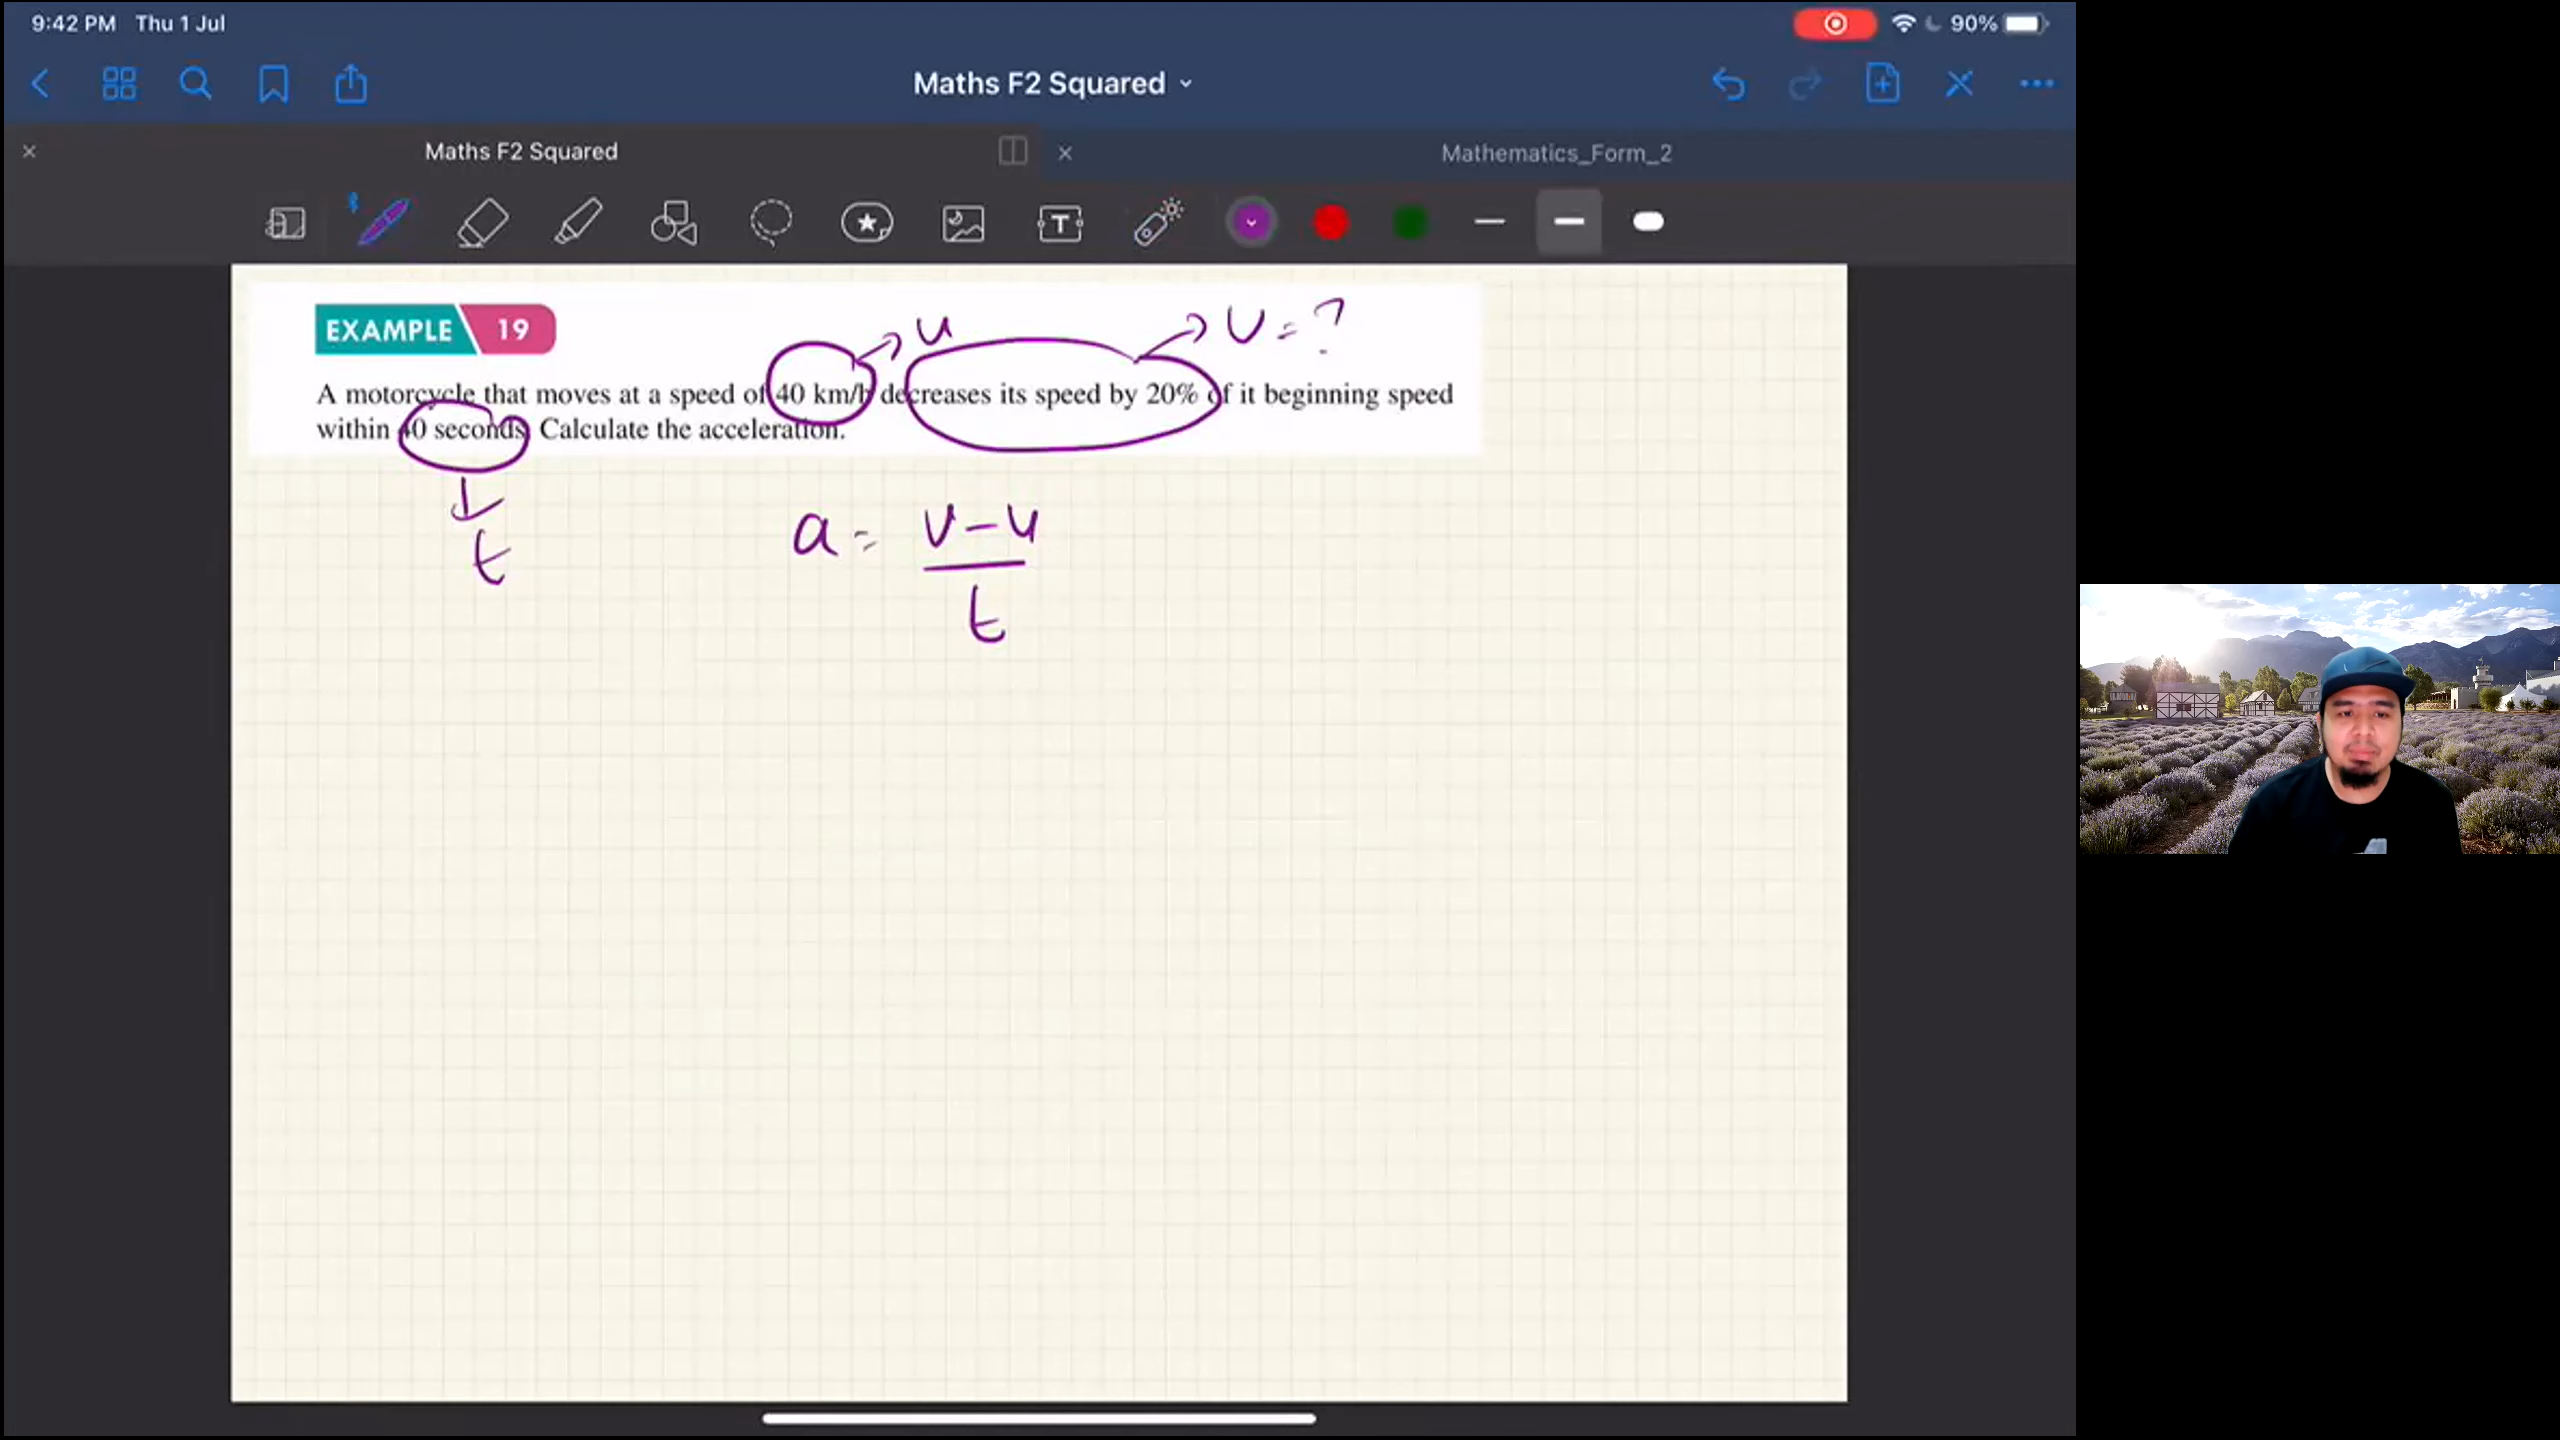 9:42 PM Thu 1 Jul
90%
Maths F2 Squared
Maths F2 Squared
Mathematics_Form_2
T
EXAMPLE 19
u
v = ?
A motorcycle that moves at a speed of 40 km/h decreases its speed by 20% of it beginning speed
within 40 seconds. Calculate the acceleration.
t
a = v - u
t